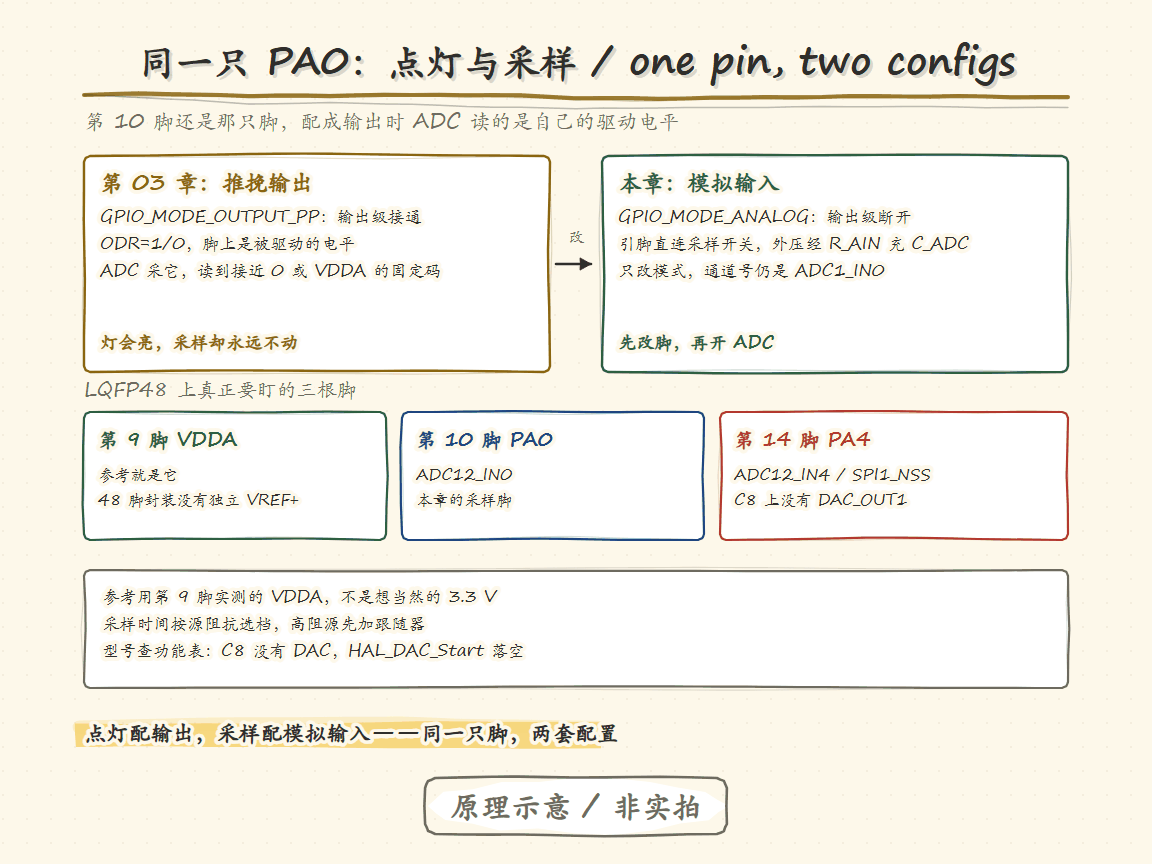 同一只 PA0：点灯与采样 / one pin, two configs
第 10 脚还是那只脚，配成输出时 ADC 读的是自己的驱动电平
第 03 章：推挽输出
GPIO_MODE_OUTPUT_PP：输出级接通
ODR=1/0，脚上是被驱动的电平
ADC 采它，读到接近 0 或 VDDA 的固定码
灯会亮，采样却永远不动
改
本章：模拟输入
GPIO_MODE_ANALOG：输出级断开
引脚直连采样开关，外压经 R_AIN 充 C_ADC
只改模式，通道号仍是 ADC1_IN0
先改脚，再开 ADC
LQFP48 上真正要盯的三根脚
第 9 脚 VDDA
参考就是它
48 脚封装没有独立 VREF+
第 10 脚 PA0
ADC12_IN0
本章的采样脚
第 14 脚 PA4
ADC12_IN4 / SPI1_NSS
C8 上没有 DAC_OUT1
参考用第 9 脚实测的 VDDA，不是想当然的 3.3 V
采样时间按源阻抗选档，高阻源先加跟随器
型号查功能表：C8 没有 DAC，HAL_DAC_Start 落空
点灯配输出，采样配模拟输入——同一只脚，两套配置
原理示意 / 非实拍